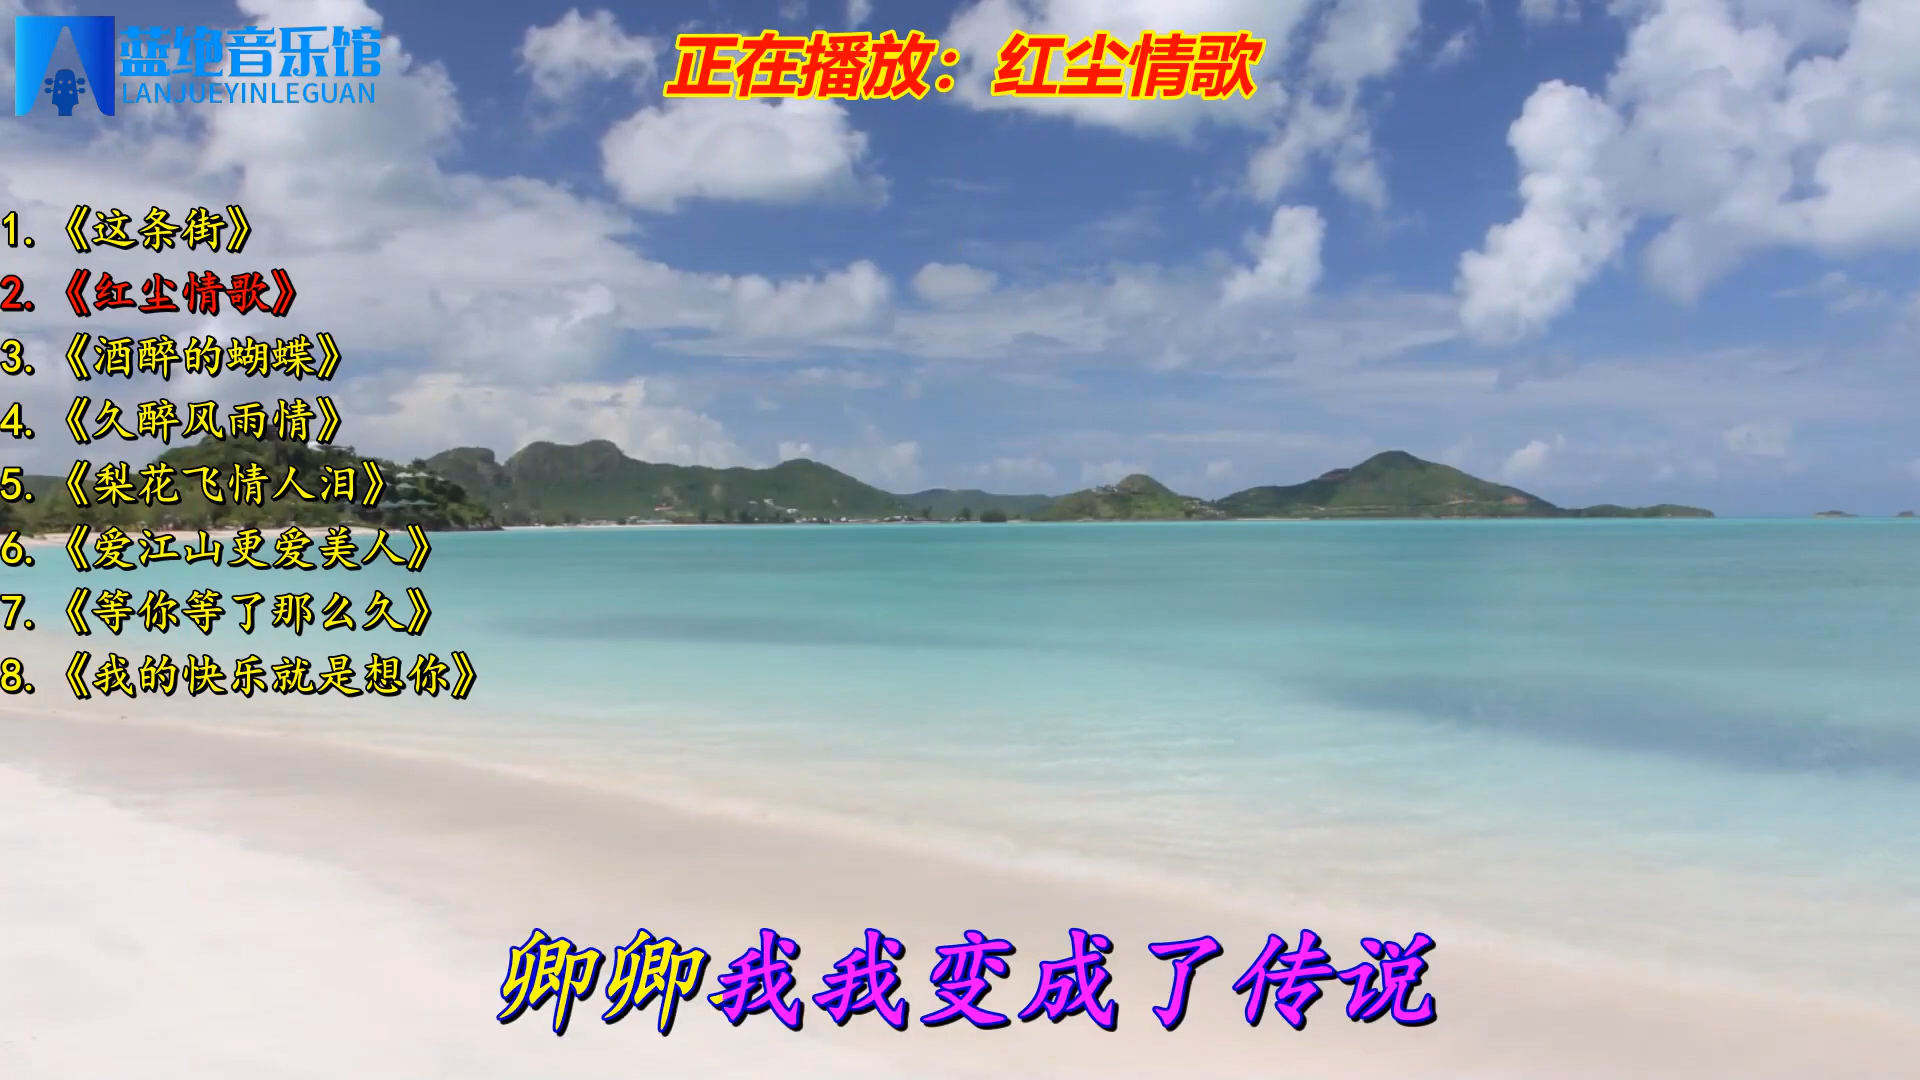 蓝绝音乐馆
LANJUEYINLEGUAN
正在播放：红尘情歌
1.《这条街》
2.《红尘情歌》
3.《酒醉的蝴蝶》
4.《久醉风雨情》
5.《梨花飞情人泪》
6.《爱江山更爱美人》
7.《等你等了那么久》
8.《我的快乐就是想你》
卿卿我我变成了传说